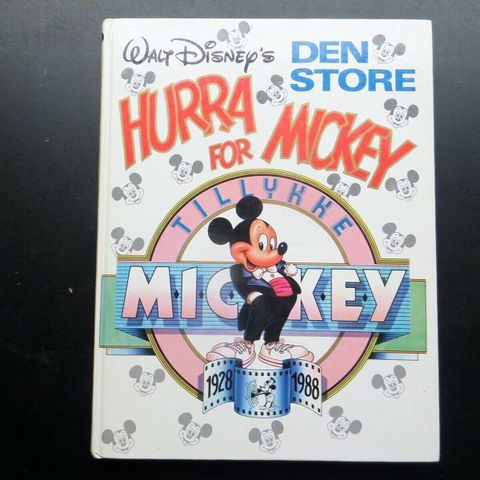 WALT DISNEY'S
DEN
STORE
HURRA
FOR MICKEY
TILLYKKE
MICKEY
1928 1988